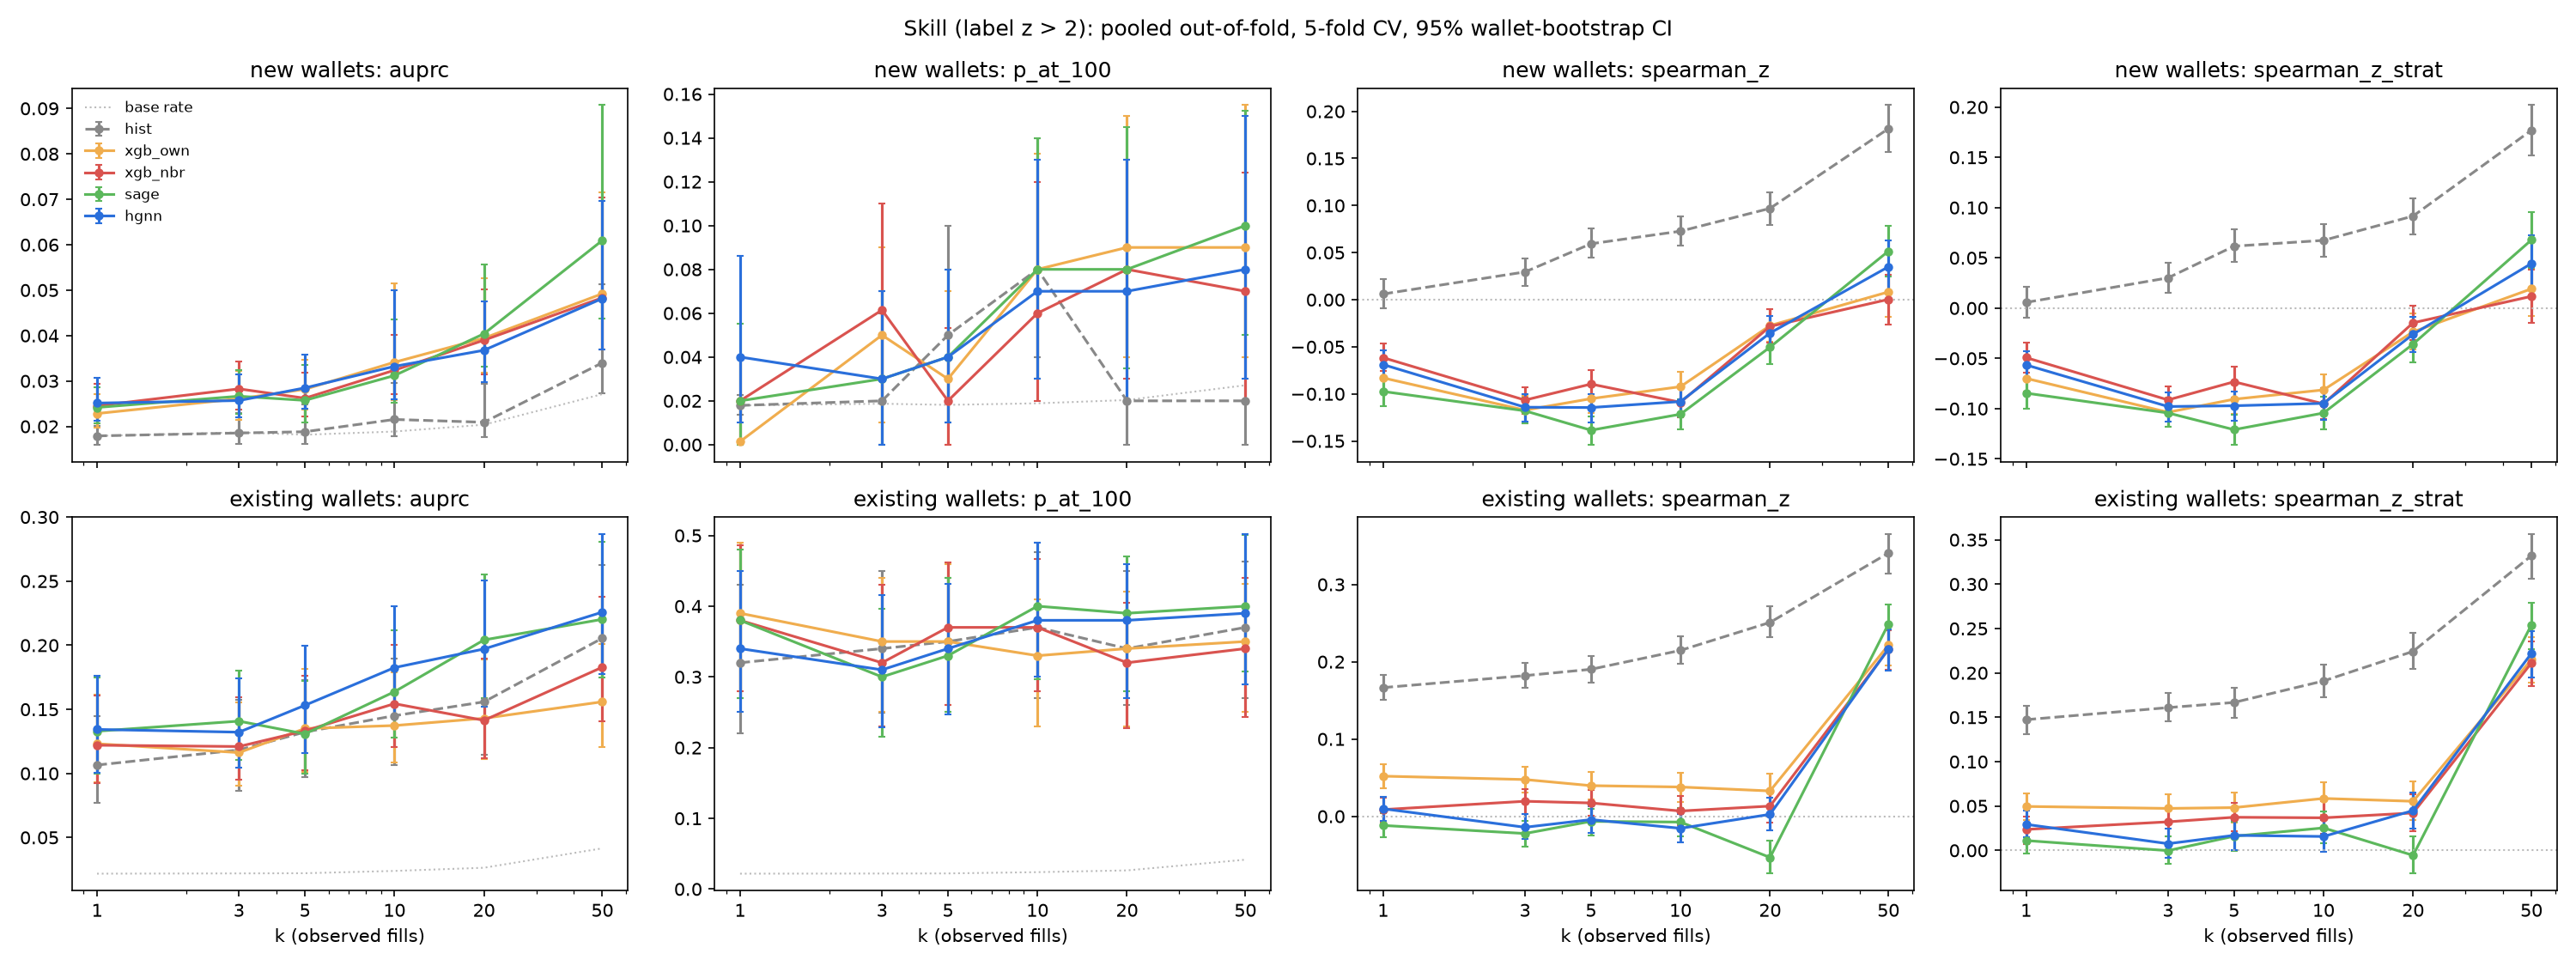 Skill (label z > 2): pooled out-of-fold, 5-fold CV, 95% wallet-bootstrap CI
new wallets: auprc
0.09
0.08
0.07
0.06
0.05
0.04
0.03
0.02
base rate
hist
xgb_own
xgb_nbr
sage
hgnn
new wallets: p_at_100
0.16
0.14
0.12
0.10
0.08
0.06
0.04
0.02
0.00
new wallets: spearman_z
0.20
0.15
0.10
0.05
0.00
−0.05
−0.10
−0.15
new wallets: spearman_z_strat
0.20
0.15
0.10
0.05
0.00
−0.05
−0.10
−0.15
existing wallets: auprc
0.30
0.25
0.20
0.15
0.10
0.05
1 3 5 10 20 50
k (observed fills)
existing wallets: p_at_100
0.5
0.4
0.3
0.2
0.1
0.0
1 3 5 10 20 50
k (observed fills)
existing wallets: spearman_z
0.3
0.2
0.1
0.0
1 3 5 10 20 50
k (observed fills)
existing wallets: spearman_z_strat
0.35
0.30
0.25
0.20
0.15
0.10
0.05
0.00
1 3 5 10 20 50
k (observed fills)